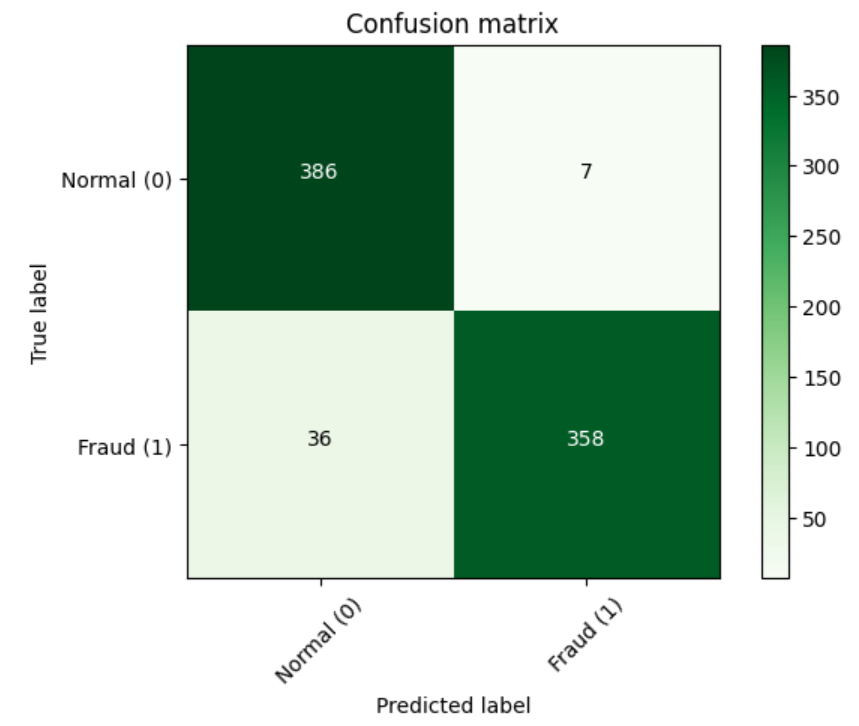 Confusion matrix
Normal (0)
386
7
350
300
250
200
150
100
50
True label
Fraud (1)
36
358
Normal (0)
Fraud (1)
Predicted label